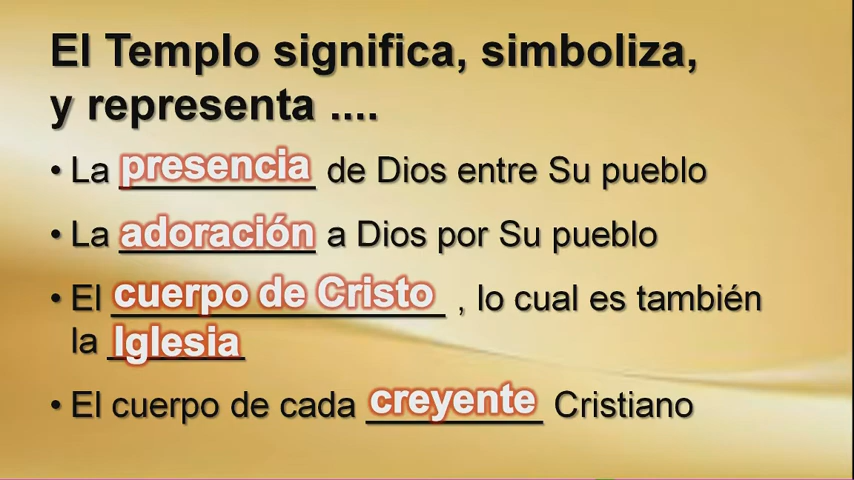 El Templo significa, simboliza,
y representa ....
• La presencia de Dios entre Su pueblo
• La adoración a Dios por Su pueblo
• El cuerpo de Cristo , lo cual es también
la Iglesia
• El cuerpo de cada creyente Cristiano